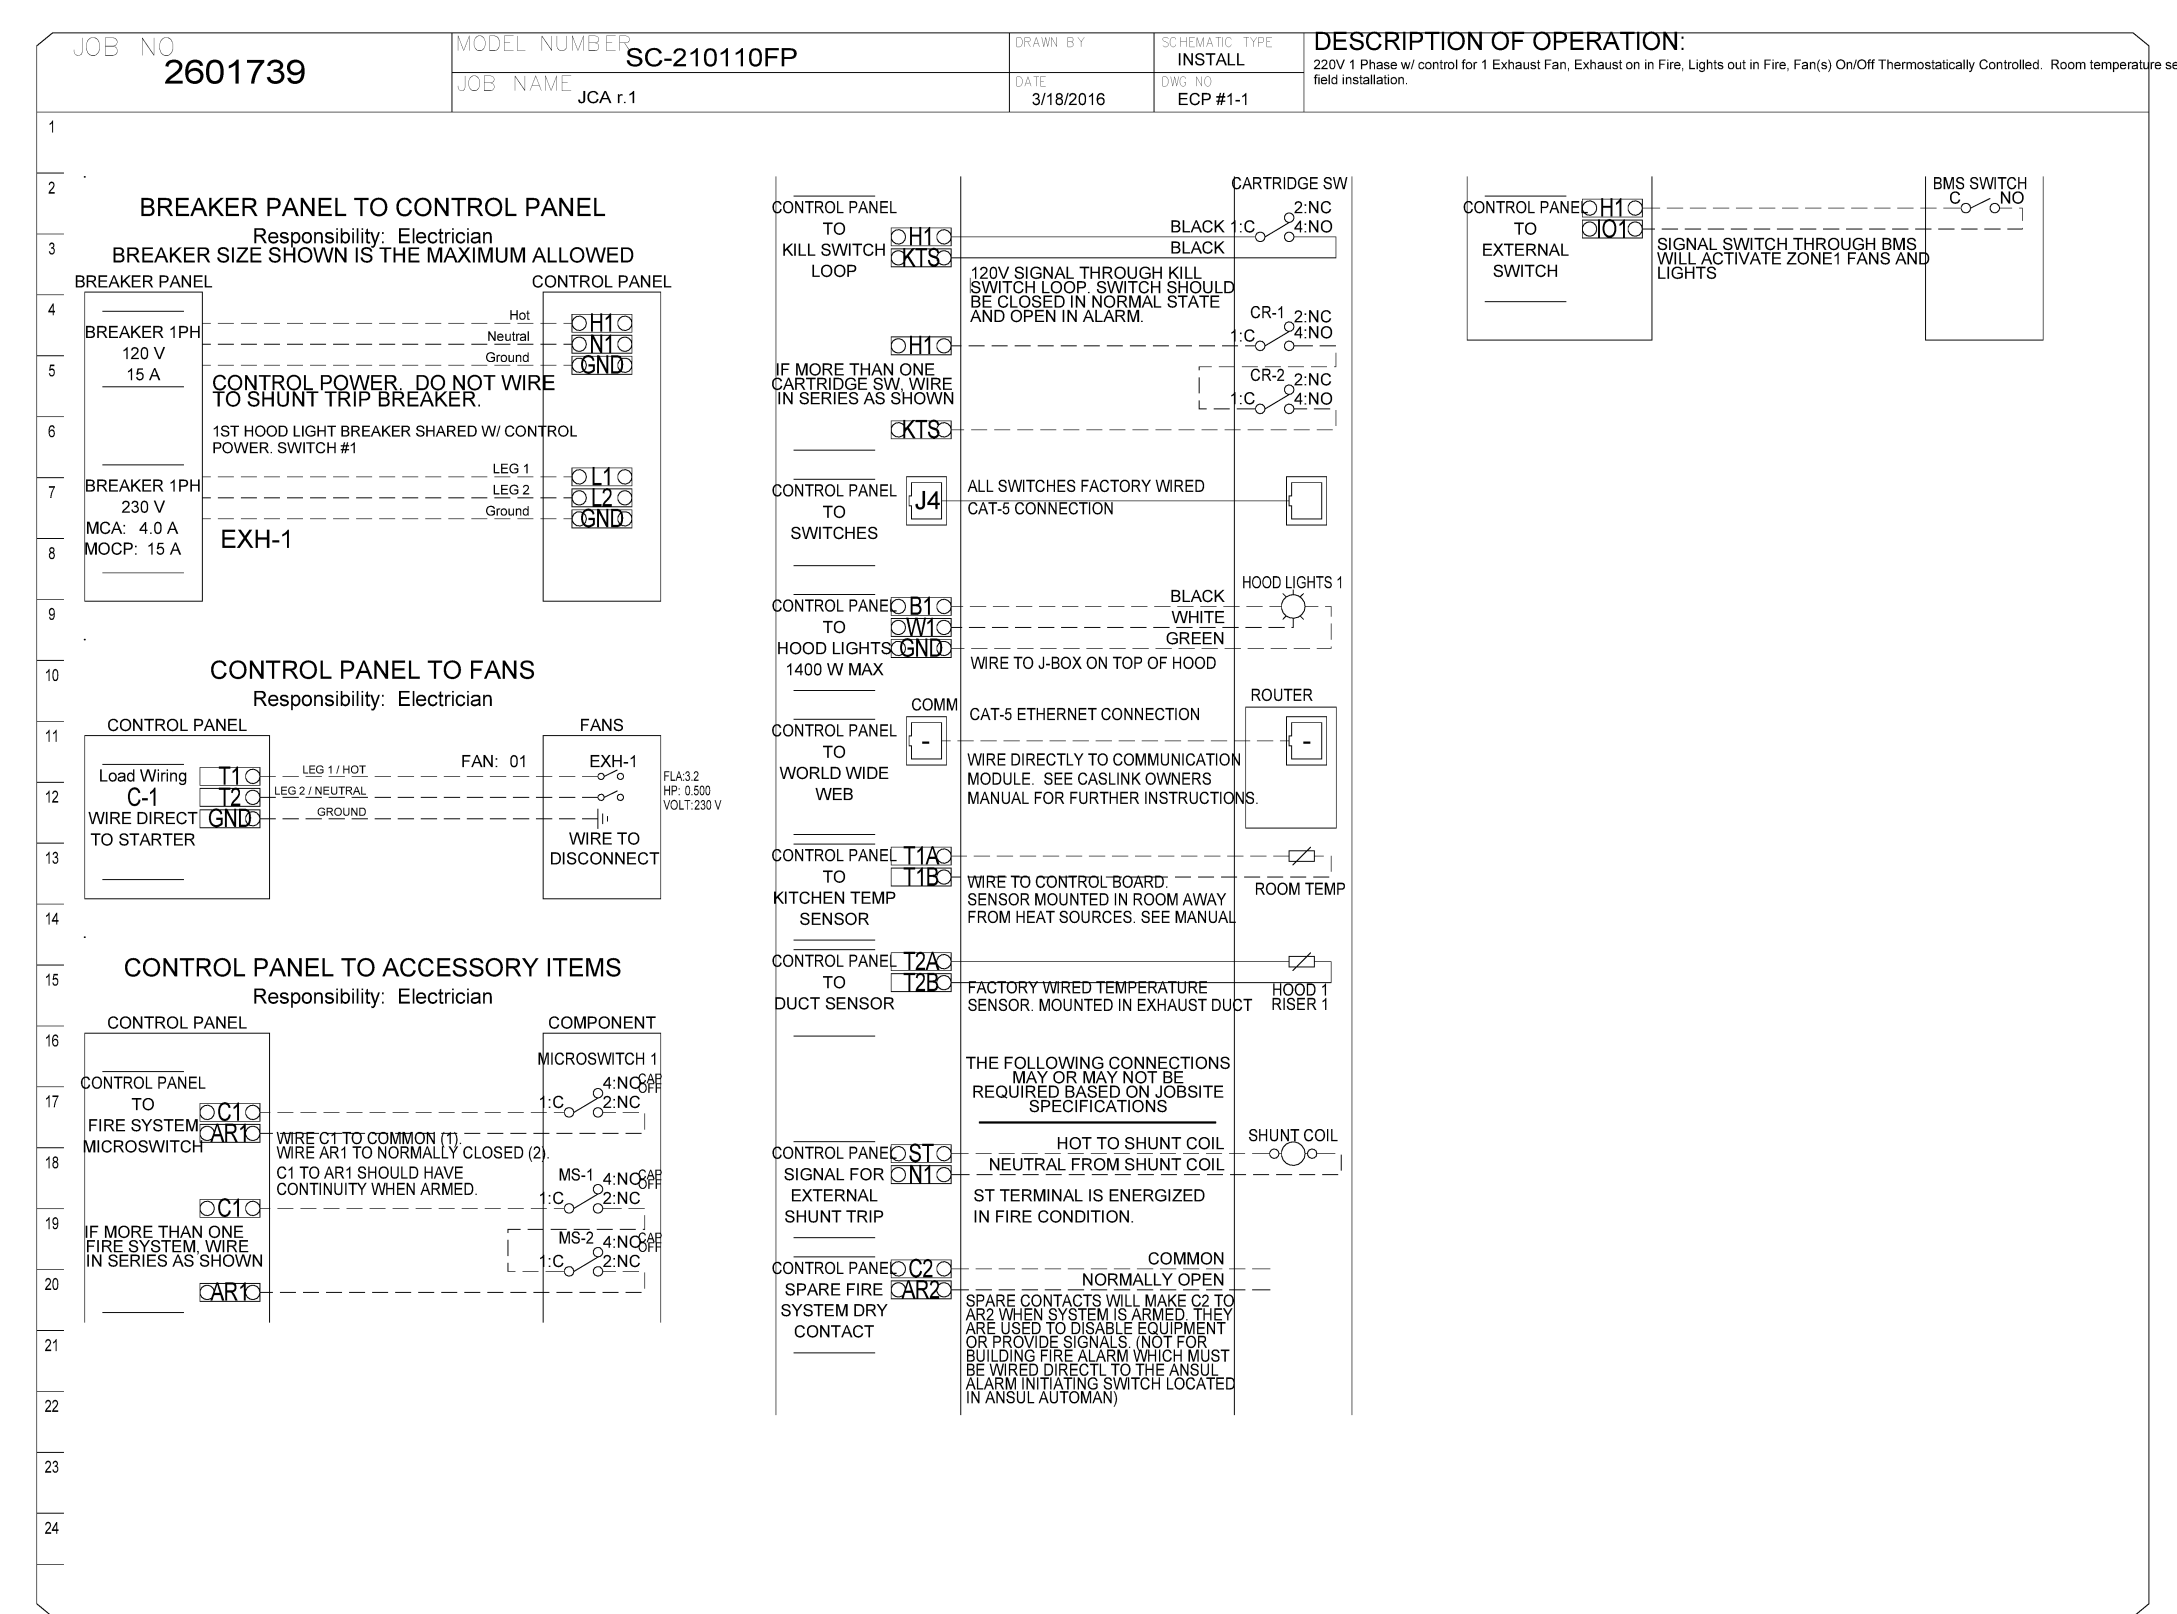 JOB NO
2601739
MODEL NUMBER
SC-210110FP
JOB NAME
JCA r.1
DRAWN BY
DATE
3/18/2016
SCHEMATIC TYPE
INSTALL
DWG NO
ECP #1-1
DESCRIPTION OF OPERATION:
220V 1 Phase w/ control for 1 Exhaust Fan, Exhaust on in Fire, Lights out in Fire, Fan(s) On/Off Thermostatically Controlled. Room temperature se
field installation.
1
2
3
4
5
6
7
8
9
10
11
12
13
14
15
16
17
18
19
20
21
22
23
24
BREAKER PANEL TO CONTROL PANEL
Responsibility: Electrician
BREAKER SIZE SHOWN IS THE MAXIMUM ALLOWED
BREAKER PANEL
CONTROL PANEL
BREAKER 1PH
120 V
15 A
Hot
Neutral
Ground
H1
N1
GND
CONTROL POWER. DO NOT WIRE
TO SHUNT TRIP BREAKER.
1ST HOOD LIGHT BREAKER SHARED W/ CONTROL
POWER. SWITCH #1
BREAKER 1PH
230 V
MCA: 4.0 A
MOCP: 15 A
LEG 1
LEG 2
Ground
L1
L2
GND
EXH-1
CONTROL PANEL TO FANS
Responsibility: Electrician
CONTROL PANEL
FANS
Load Wiring
C-1
WIRE DIRECT
TO STARTER
T1
T2
GND
LEG 1 / HOT
LEG 2 / NEUTRAL
GROUND
FAN: 01
EXH-1
FLA:3.2
HP: 0.500
VOLT:230 V
WIRE TO
DISCONNECT
CONTROL PANEL TO ACCESSORY ITEMS
Responsibility: Electrician
CONTROL PANEL
COMPONENT
CONTROL PANEL
TO
FIRE SYSTEM
MICROSWITCH
C1
AR1
MICROSWITCH 1
4:NO
CAP
OFF
1:C
2:NC
WIRE C1 TO COMMON (1).
WIRE AR1 TO NORMALLY CLOSED (2).
C1 TO AR1 SHOULD HAVE
CONTINUITY WHEN ARMED.
C1
IF MORE THAN ONE
FIRE SYSTEM, WIRE
IN SERIES AS SHOWN
AR1
MS-1
4:NO
CAP
OFF
1:C
2:NC
MS-2
4:NO
CAP
OFF
1:C
2:NC
CONTROL PANEL
TO
KILL SWITCH
LOOP
H1
KTS
BLACK
BLACK
CARTRIDGE SW
2:NC
1:C
4:NO
120V SIGNAL THROUGH KILL
SWITCH LOOP. SWITCH SHOULD
BE CLOSED IN NORMAL STATE
AND OPEN IN ALARM.
H1
IF MORE THAN ONE
CARTRIDGE SW, WIRE
IN SERIES AS SHOWN
KTS
CR-1
2:NC
1:C
4:NO
CR-2
2:NC
1:C
4:NO
CONTROL PANEL
TO
SWITCHES
J4
ALL SWITCHES FACTORY WIRED
CAT-5 CONNECTION
CONTROL PANEL
TO
HOOD LIGHTS
1400 W MAX
B1
W1
GND
BLACK
WHITE
GREEN
HOOD LIGHTS 1
WIRE TO J-BOX ON TOP OF HOOD
CONTROL PANEL
TO
WORLD WIDE
WEB
COMM
-
CAT-5 ETHERNET CONNECTION
ROUTER
-
WIRE DIRECTLY TO COMMUNICATION
MODULE. SEE CASLINK OWNERS
MANUAL FOR FURTHER INSTRUCTIONS.
CONTROL PANEL
TO
KITCHEN TEMP
SENSOR
T1A
T1B
WIRE TO CONTROL BOARD.
SENSOR MOUNTED IN ROOM AWAY
FROM HEAT SOURCES. SEE MANUAL
ROOM TEMP
CONTROL PANEL
TO
DUCT SENSOR
T2A
T2B
FACTORY WIRED TEMPERATURE
SENSOR. MOUNTED IN EXHAUST DUCT
HOOD 1
RISER 1
THE FOLLOWING CONNECTIONS
MAY OR MAY NOT BE
REQUIRED BASED ON JOBSITE
SPECIFICATIONS
CONTROL PANEL
SIGNAL FOR
EXTERNAL
SHUNT TRIP
ST
N1
HOT TO SHUNT COIL
NEUTRAL FROM SHUNT COIL
SHUNT COIL
ST TERMINAL IS ENERGIZED
IN FIRE CONDITION.
CONTROL PANEL
SPARE FIRE
SYSTEM DRY
CONTACT
C2
AR2
COMMON
NORMALLY OPEN
SPARE CONTACTS WILL MAKE C2 TO
AR2 WHEN SYSTEM IS ARMED. THEY
ARE USED TO DISABLE EQUIPMENT
OR PROVIDE SIGNALS. (NOT FOR
BUILDING FIRE ALARM WHICH MUST
BE WIRED DIRECTL TO THE ANSUL
ALARM INITIATING SWITCH LOCATED
IN ANSUL AUTOMAN)
CONTROL PANEL
TO
EXTERNAL
SWITCH
H1
IO1
BMS SWITCH
C
NO
SIGNAL SWITCH THROUGH BMS
WILL ACTIVATE ZONE1 FANS AND
LIGHTS